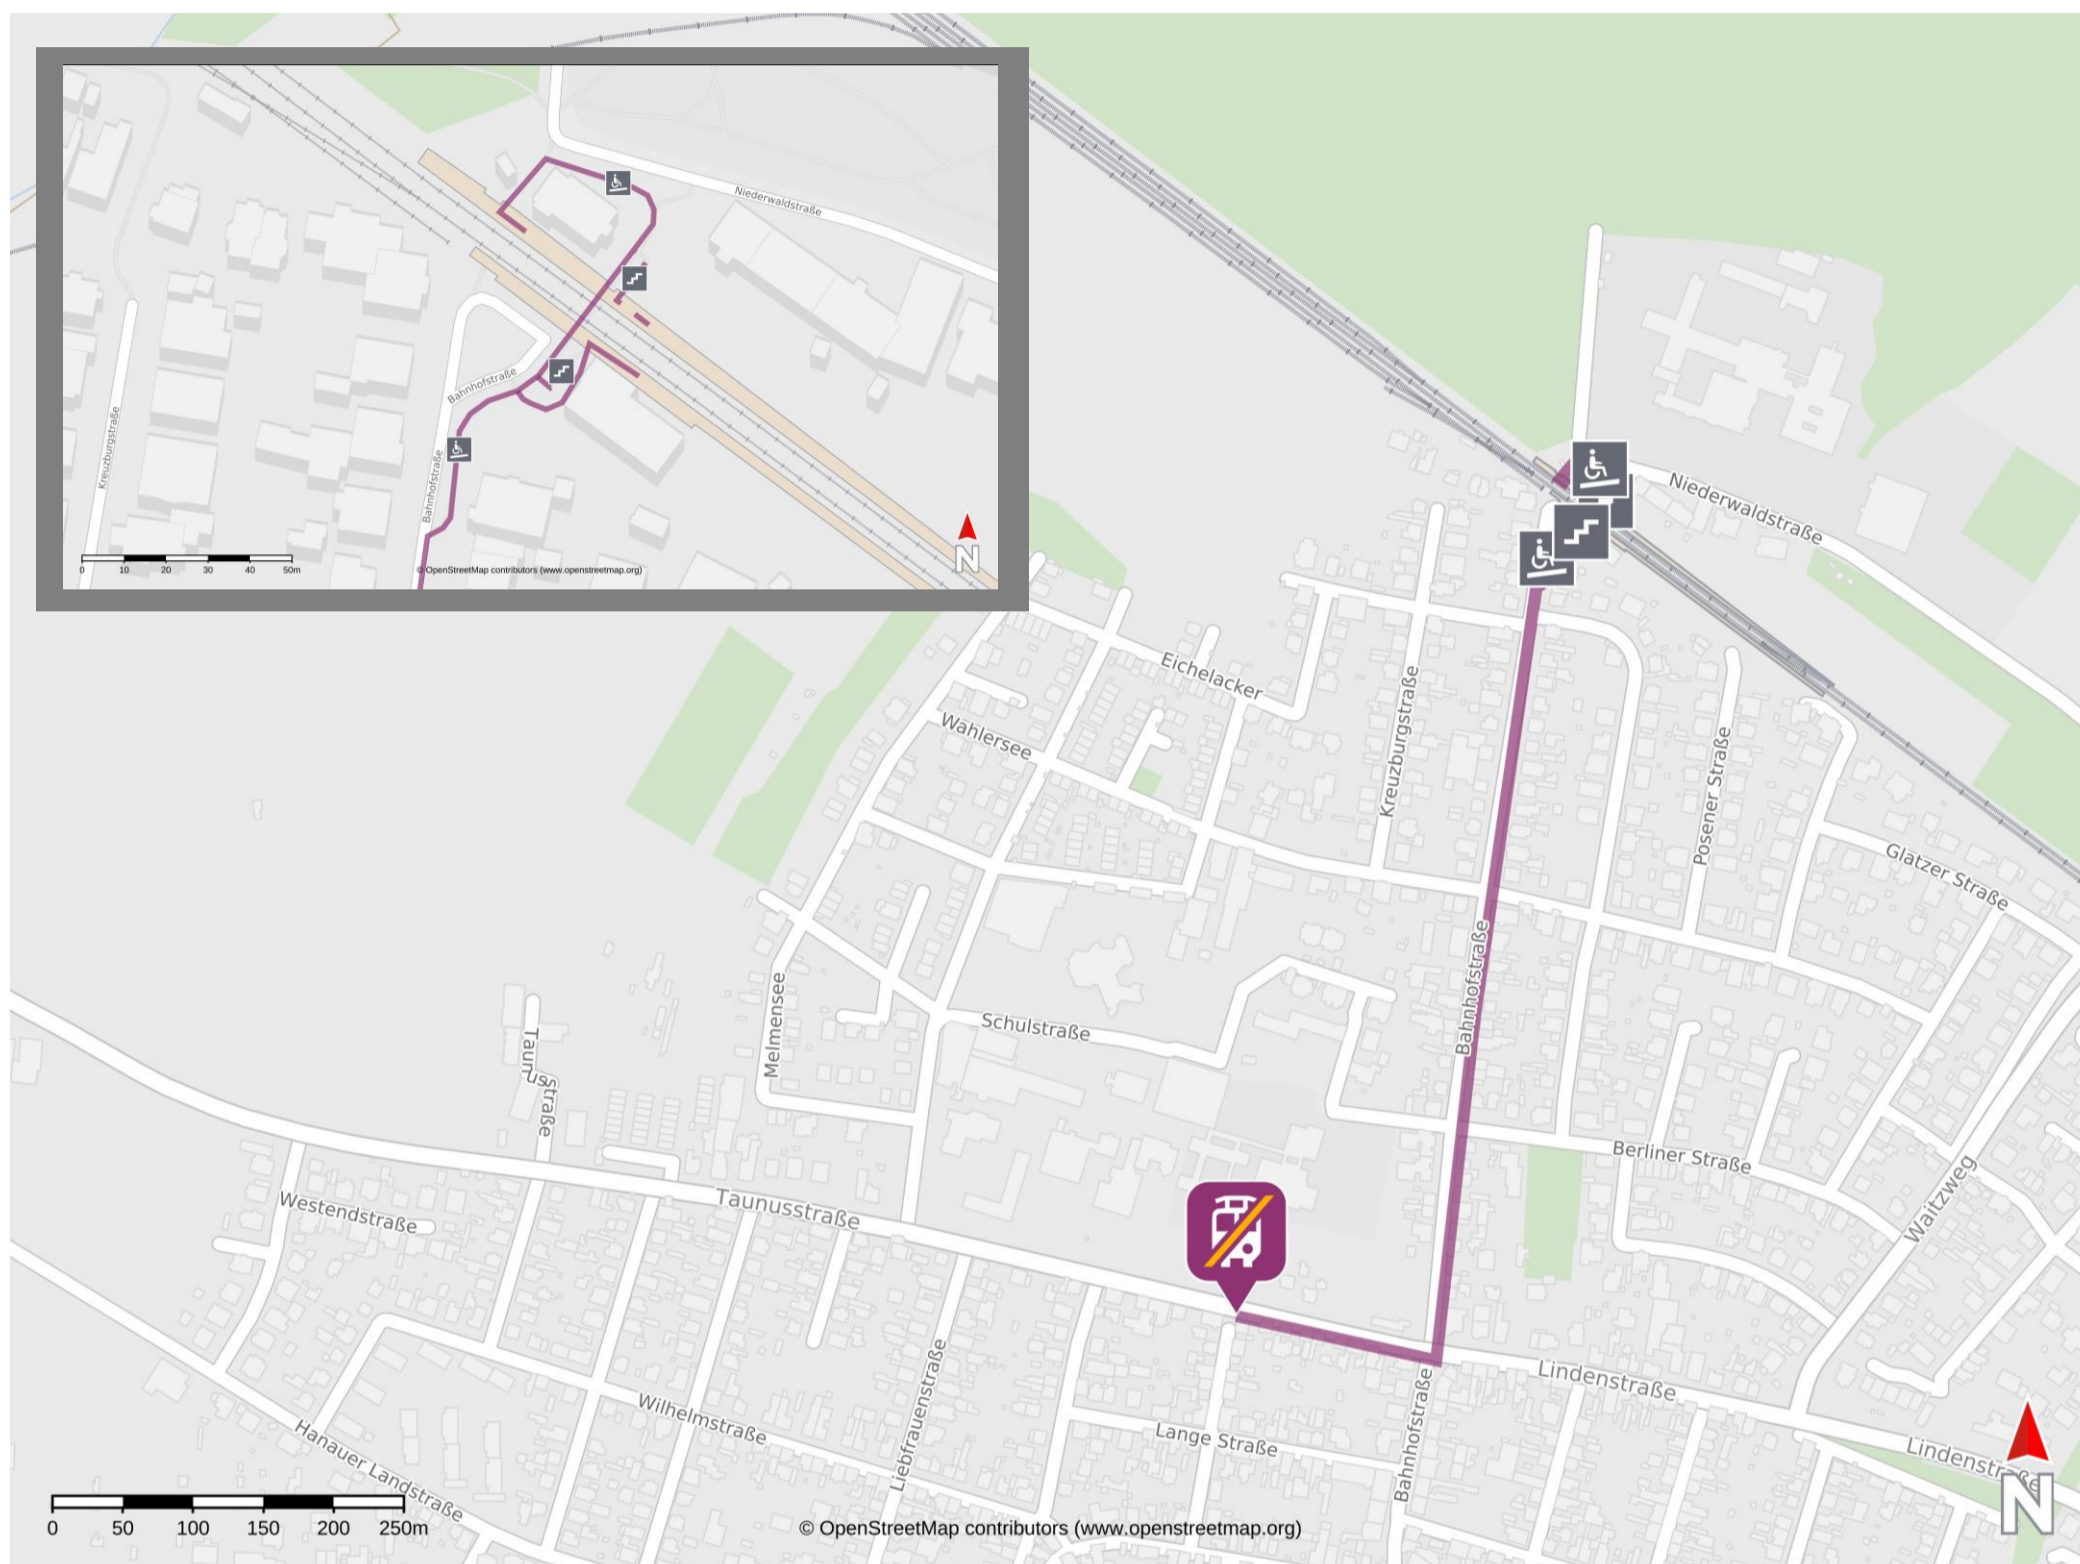 Niederwaldstraße
Bahnhofstraße
Kreuzburgstraße
Bahnhofstraße
0 10 20 30 40 50m
© OpenStreetMap contributors (www.openstreetmap.org)
N
Niederwaldstraße
Eichelacker
Wahlersee
Kreuzburgstraße
Posener Straße
Glatzer Straße
Bahnhofstraße
Melmensee
Schulstraße
Taunusstraße
Berliner Straße
Waitzweg
Westendstraße
Taunusstraße
Lindenstraße
Liebfrauenstraße
Wilhelmstraße
Lange Straße
Bahnhofstraße
Hanauer Landstraße
Lindenstraße
N
0 50 100 150 200 250m
© OpenStreetMap contributors (www.openstreetmap.org)